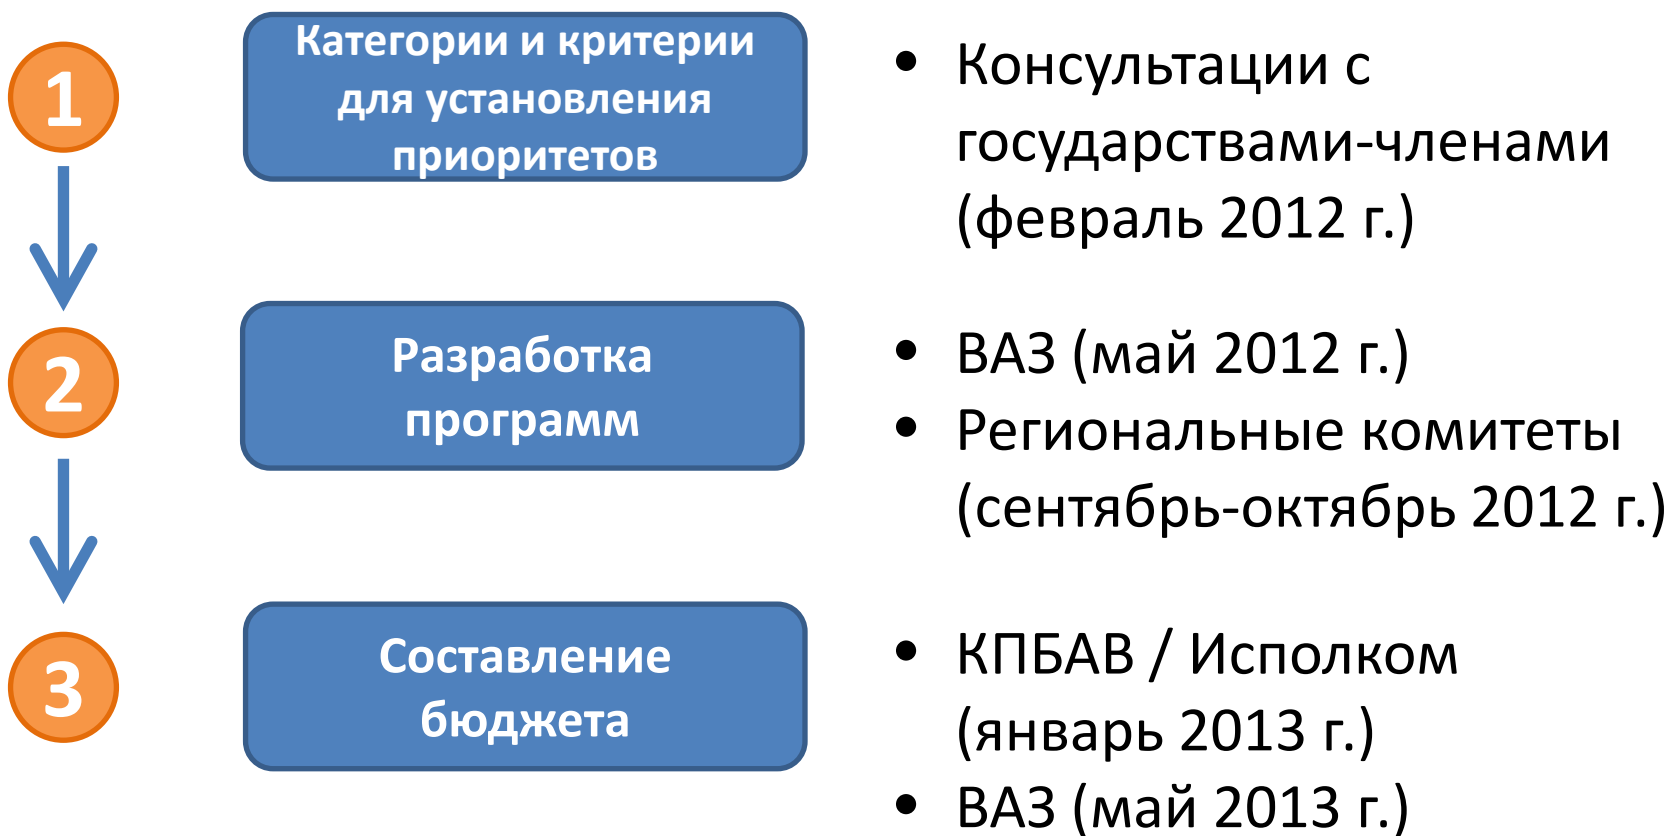 1
Категории и критерии
для установления
приоритетов
• Консультации с
государствами-членами
(февраль 2012 г.)
2
Разработка
программ
• ВАЗ (май 2012 г.)
• Региональные комитеты
(сентябрь-октябрь 2012 г.)
3
Составление
бюджета
• КПБАВ / Исполком
(январь 2013 г.)
• ВАЗ (май 2013 г.)